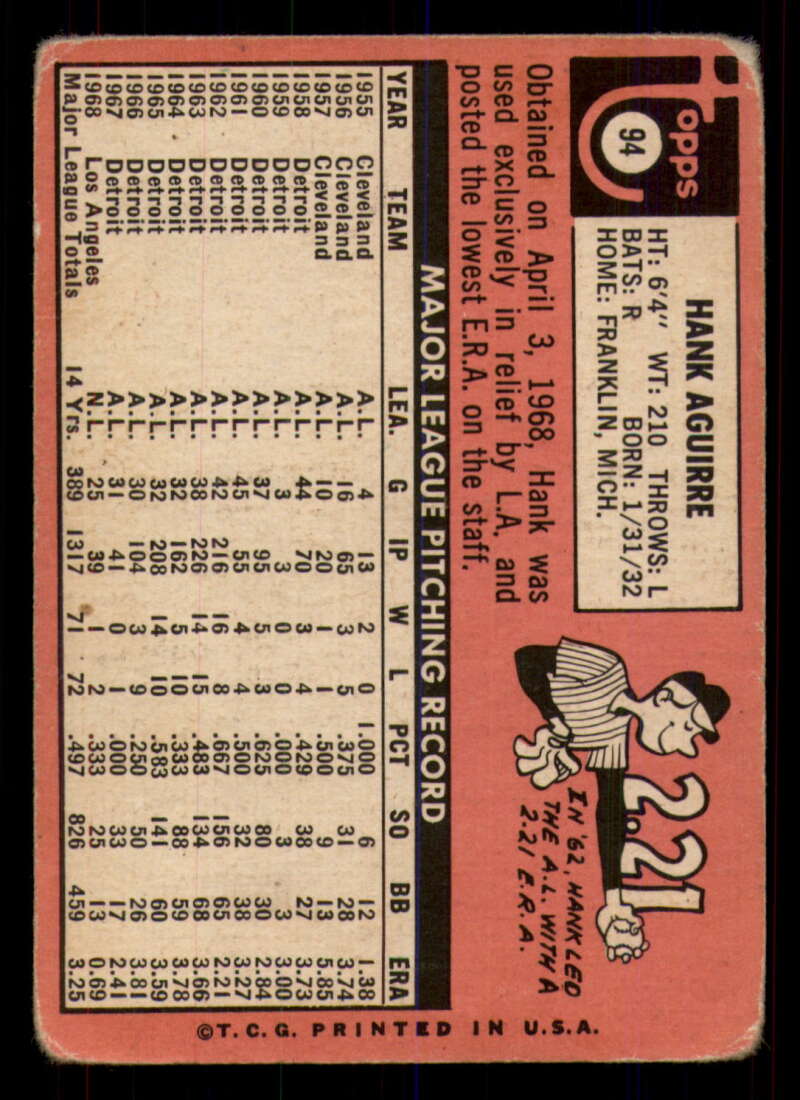 Topps
94
HANK AGUIRRE
HT: 6'4" WT: 210 THROWS: L
BATS: R BORN: 1/31/32
HOME: FRANKLIN, MICH.
Obtained on April 3, 1968, Hank was
used exclusively in relief by L.A. and
posted the lowest E.R.A. on the staff.
2.21
IN '62, HANK LED
THE A.L. WITH A
2.21 E.R.A.
MAJOR LEAGUE PITCHING RECORD
YEAR TEAM LEA. G IP W L PCT SO BB ERA
1955 Cleveland A.L. 4 13 2 0 1.000 6 12 1.38
1956 Cleveland A.L. 16 65 3 5 .375 31 28 3.74
1957 Cleveland A.L. 10 20 1 1 .500 9 13 5.85
1958 Detroit A.L. 44 70 3 4 .429 38 27 3.73
1959 Detroit A.L. 3 3 0 0 .000 3 3 3.00
1960 Detroit A.L. 37 95 5 3 .625 80 30 2.84
1961 Detroit A.L. 45 55 4 4 .500 32 38 3.27
1962 Detroit A.L. 42 216 16 8 .667 156 65 2.21
1963 Detroit A.L. 38 226 14 15 .483 134 68 3.66
1964 Detroit A.L. 32 162 5 10 .333 88 59 3.78
1965 Detroit A.L. 32 208 14 10 .583 141 60 3.59
1966 Detroit A.L. 30 104 3 9 .250 50 26 3.81
1967 Detroit A.L. 31 41 0 1 .000 33 17 2.41
1968 Los Angeles N.L. 25 39 1 2 .333 25 13 0.69
Major League Totals 14 Yrs. 389 1317 71 72 .497 826 459 3.25
©T.C.G. PRINTED IN U.S.A.